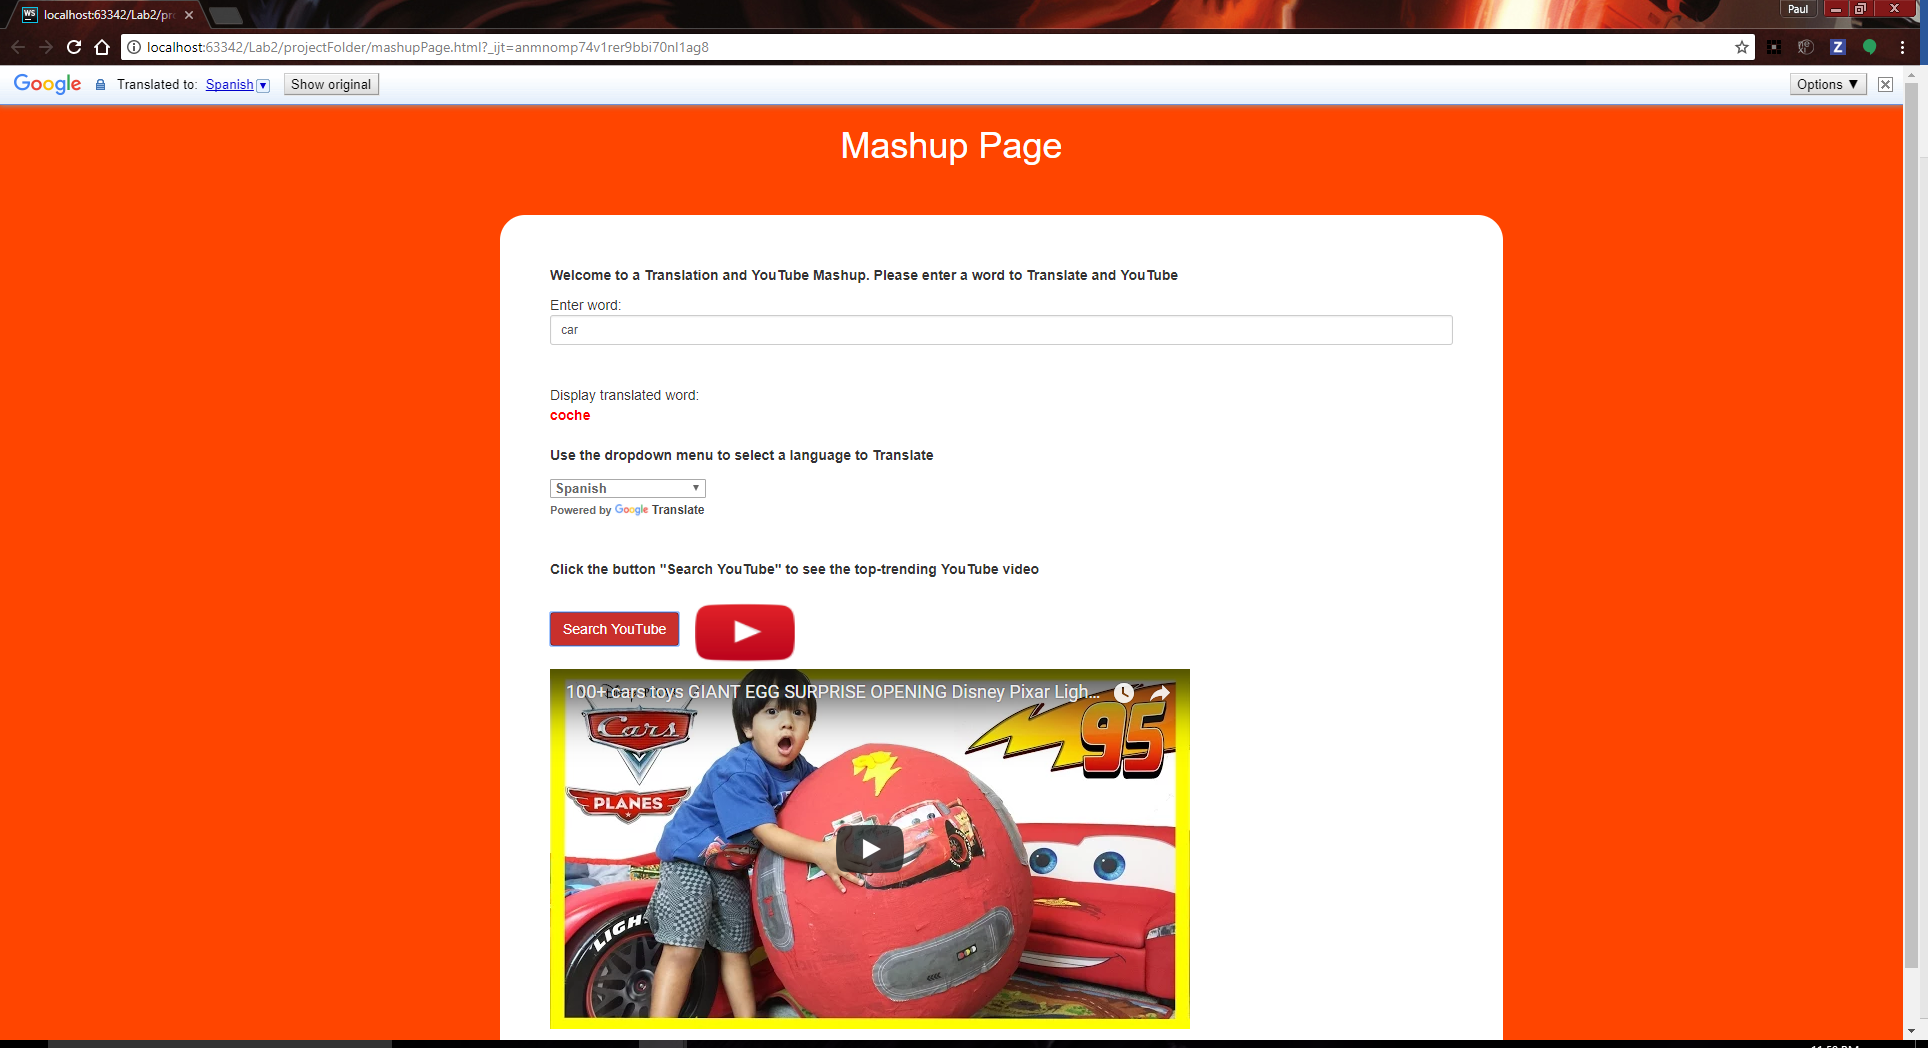 localhost:63342/Lab2/pr
Paul
localhost:63342/Lab2/projectFolder/mashupPage.html?_ijt=anmnomp74v1rer9bbi70nl1ag8
Google Translated to: Spanish Show original
Options ▼
Mashup Page
Welcome to a Translation and YouTube Mashup. Please enter a word to Translate and YouTube
Enter word:
car
Display translated word:
coche
Use the dropdown menu to select a language to Translate
Spanish
Powered by Google Translate
Click the button "Search YouTube" to see the top-trending YouTube video
Search YouTube
100+ cars toys GIANT EGG SURPRISE OPENING Disney Pixar Ligh...
Cars
95
PLANES
LIGH